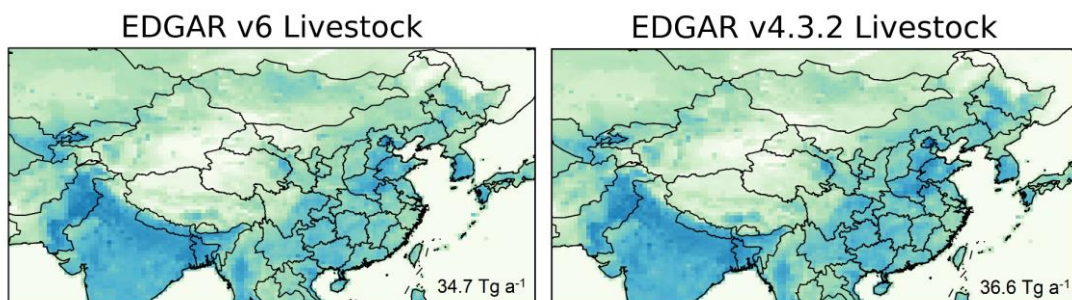 EDGAR v6 Livestock
EDGAR v4.3.2 Livestock
34.7 Tg a⁻¹
36.6 Tg a⁻¹